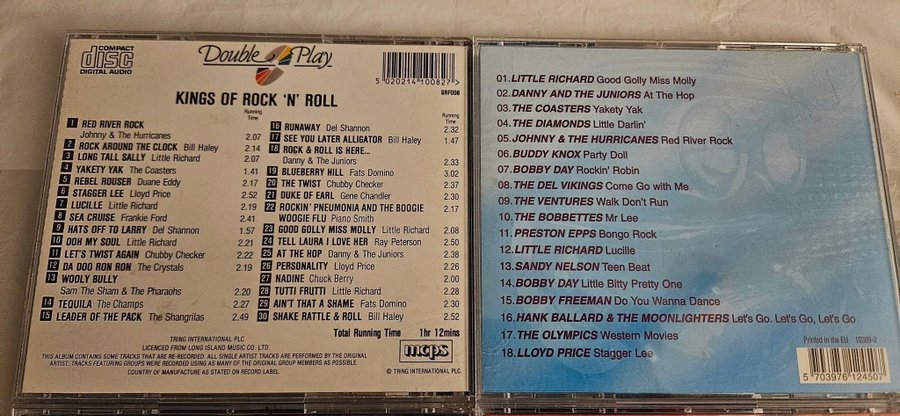 COMPACT
disc
DIGITAL AUDIO
Double Play
5 020214 100827 >
GRF008
KINGS OF ROCK 'N' ROLL
Running
Time
1 RED RIVER ROCK
Johnny & The Hurricanes 2.07
2 ROCK AROUND THE CLOCK Bill Haley 2.14
3 LONG TALL SALLY Little Richard 2.07
4 YAKETY YAK The Coasters 1.41
5 REBEL ROUSER Duane Eddy 2.17
6 STAGGER LEE Lloyd Price 2.52
7 LUCILLE Little Richard 2.19
8 SEA CRUISE Frankie Ford 2.41
9 HATS OFF TO LARRY Del Shannon 1.57
10 OOH MY SOUL Little Richard 2.21
11 LET'S TWIST AGAIN Chubby Checker 2.22
12 DA DOO RON RON The Crystals 2.19
13 WOOLY BULLY
Sam The Sham & The Pharaohs 2.20
14 TEQUILA The Champs 2.27
15 LEADER OF THE PACK The Shangrilas 2.49
Running
Time
16 RUNAWAY Del Shannon 2.32
17 SEE YOU LATER ALLIGATOR Bill Haley 1.47
18 ROCK & ROLL IS HERE...
Danny & The Juniors 2.33
19 BLUEBERRY HILL Fats Domino 2.33
20 THE TWIST Chubby Checker 2.37
21 DUKE OF EARL Gene Chandler 2.30
22 ROCKIN' PNEUMONIA AND THE BOOGIE
WOOGIE FLU Piano Smith 2.24
23 GOOD GOLLY MISS MOLLY Little Richard 2.08
24 TELL LAURA I LOVE HER Ray Peterson 2.50
25 AT THE HOP Danny & The Juniors 2.31
26 PERSONALITY Lloyd Price 2.31
27 NADINE Chuck Berry 2.00
28 TUTTI FRUTTI Little Richard 2.20
29 AIN'T THAT A SHAME Fats Domino 2.30
30 SHAKE RATTLE & ROLL Bill Haley 2.52
Total Running Time 1hr 12mins
TRING INTERNATIONAL PLC
LICENCED FROM LONG ISLAND MUSIC CO. LTD.
THIS ALBUM CONTAINS SOME TRACKS THAT ARE RE-RECORDED. ALL SINGLE ARTIST TRACKS ARE PERFORMED BY THE ORIGINAL
ARTIST. TRACKS FEATURING GROUPS WERE RECORDED USING AS MANY OF THE ORIGINAL GROUP MEMBERS AS POSSIBLE.
COUNTRY OF MANUFACTURE AS STATED ON RECORD LABEL.
mcps
© TRING INTERNATIONAL PLC.
01. LITTLE RICHARD Good Golly Miss Molly
02. DANNY AND THE JUNIORS At The Hop
03. THE COASTERS Yakety Yak
04. THE DIAMONDS Little Darlin'
05. JOHNNY & THE HURRICANES Red River Rock
06. BUDDY KNOX Party Doll
07. BOBBY DAY Rockin' Robin
08. THE DEL VIKINGS Come Go with Me
09. THE VENTURES Walk Don't Run
10. THE BOBBETTES Mr Lee
11. PRESTON EPPS Bongo Rock
12. LITTLE RICHARD Lucille
13. SANDY NELSON Teen Beat
14. BOBBY DAY Little Bitty Pretty One
15. BOBBY FREEMAN Do You Wanna Dance
16. HANK BALLARD & THE MOONLIGHTERS Let's Go. Let's Go, Let's Go
17. THE OLYMPICS Western Movies
18. LLOYD PRICE Stagger Lee
Printed In the EU 10389-2
5 703976 124507 >